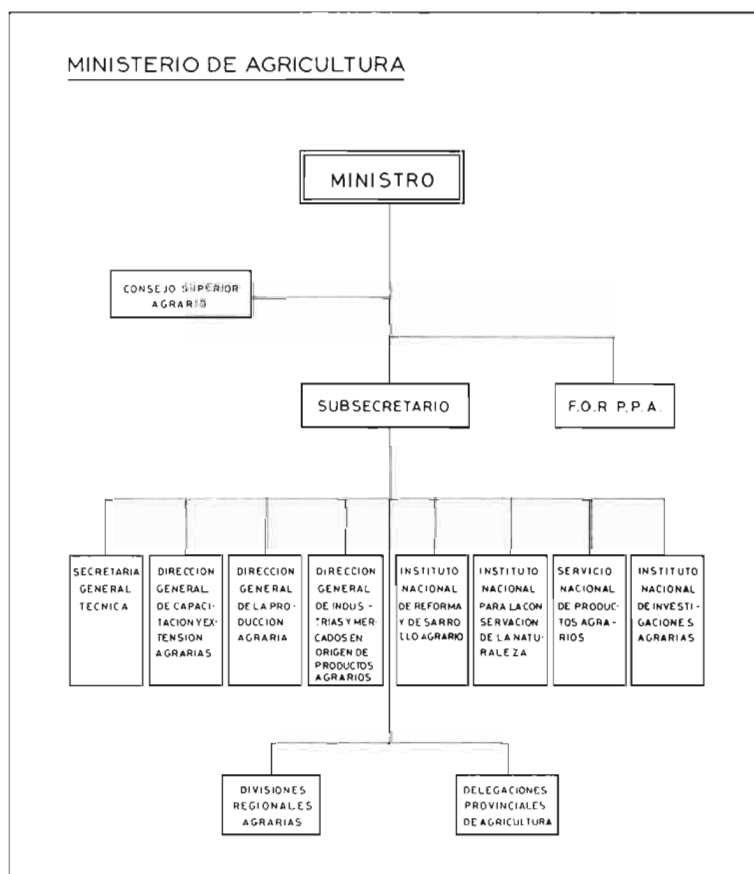 MINISTERIO DE AGRICULTURA
MINISTRO
CONSEJO SUPERIOR
AGRARIO
SUBSECRETARIO
F.O.R P.P.A.
SECRETARIA
GENERAL
TECNICA
DIRECCION
GENERAL
DE CAPACI-
TACION Y EX-
TENSION
AGRARIAS
DIRECCION
GENERAL
DE LA PRO-
DUCCION
AGRARIA
DIRECCION
GENERAL
DE INDUS-
TRIAS Y MER-
CADOS EN
ORIGEN DE
PRODUCTOS
AGRARIOS
INSTITUTO
NACIONAL
DE REFORMA
Y DESARRO
LLO AGRARIO
INSTITUTO
NACIONAL
PARA LA CON
SERVACION
DE LA NATU-
RALEZA
SERVICIO
NACIONAL
DE PRODUC-
TOS AGRA-
RIOS
INSTITUTO
NACIONAL
DE INVESTI-
GACIONES
AGRARIAS
DIVISIONES
REGIONALES
AGRARIAS
DELEGACIONES
PROVINCIALES
DE AGRICULTURA